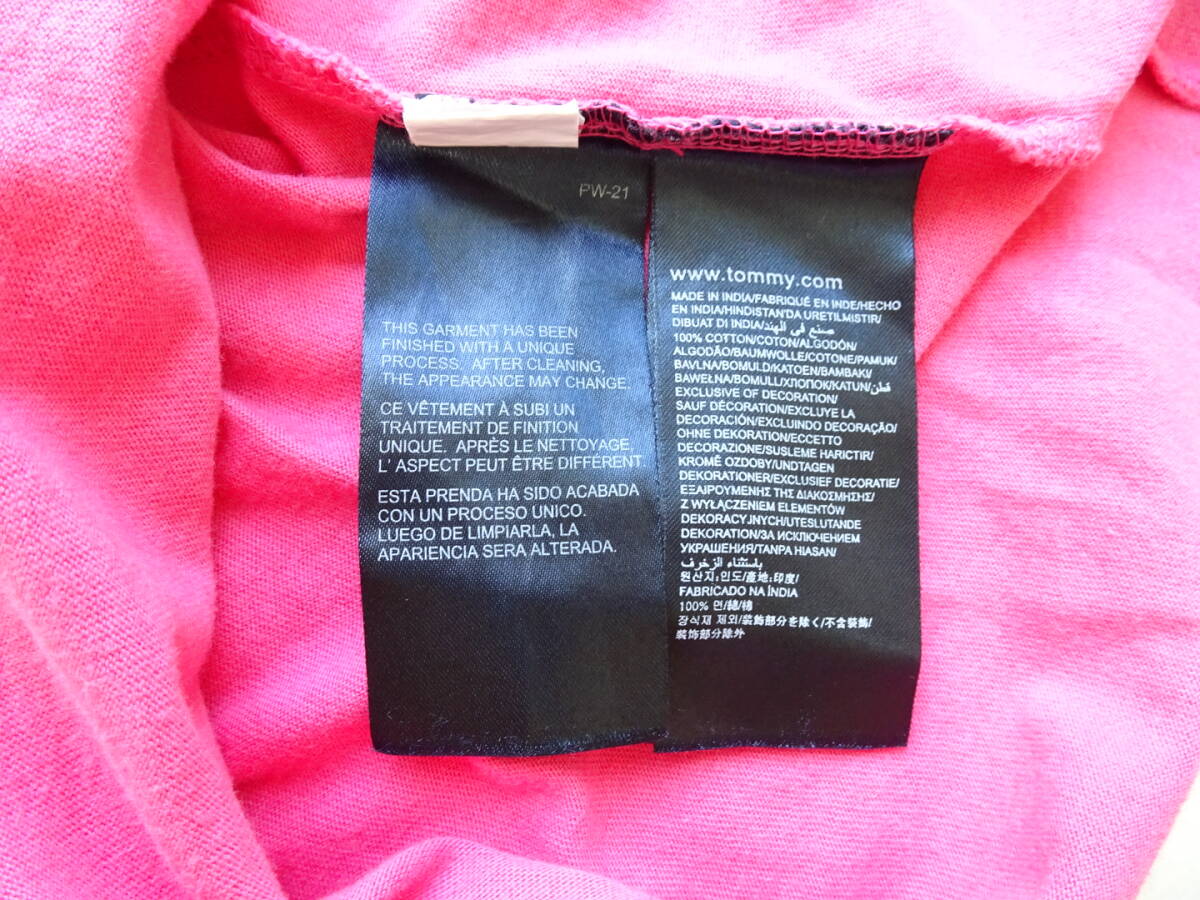 PW-21
THIS GARMENT HAS BEEN
FINISHED WITH A UNIQUE
PROCESS. AFTER CLEANING,
THE APPEARANCE MAY CHANGE.
CE VÊTEMENT À SUBI UN
TRAITEMENT DE FINITION
UNIQUE. APRÈS LE NETTOYAGE,
L' ASPECT PEUT ÊTRE DIFFÉRENT.
ESTA PRENDA HA SIDO ACABADA
CON UN PROCESO UNICO.
LUEGO DE LIMPIARLA, LA
APARIENCIA SERA ALTERADA.
www.tommy.com
MADE IN INDIA/FABRIQUÉ EN INDE/HECHO
EN INDIA/HINDISTAN'DA URETILMISTIR/
DIBUAT DI INDIA/صنع في الهند
100% COTTON/COTON/ALGODÓN/
ALGODÃO/BAUMWOLLE/COTONE/PAMUK/
BAVLNA/BOMULD/KATOEN/BAMBAKI/
BAWEŁNA/BOMULL/ХЛОПОК/KATUN/قطن
EXCLUSIVE OF DECORATION/
SAUF DÉCORATION/EXCLUYE LA
DECORACIÓN/EXCLUINDO DECORAÇÃO/
OHNE DEKORATION/ECCETTO
DECORAZIONE/SUSLEME HARICTIR/
KROMĚ OZDOBY/UNDTAGEN
DEKORATIONER/EXCLUSIEF DECORATIE/
ΕΞΑΙΡΟΥΜΕΝΗΣ ΤΗΣ ΔΙΑΚΟΣΜΗΣΗΣ/
Z WYŁĄCZENIEM ELEMENTÓW
DEKORACYJNYCH/UTESLUTANDE
DEKORATION/ЗА ИСКЛЮЧЕНИЕМ
УКРАШЕНИЯ/TANPA HIASAN/
باستثناء الزخرف
원산지:인도/產地:印度/
FABRICADO NA ÍNDIA
100% 면/綿/棉
장식재 제외/装飾部分を除く/不含装飾/
装饰部分除外